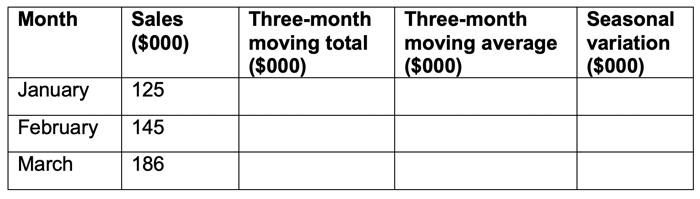 Month Sales Three-month Three-month Seasonal
($000) moving total moving average variation
($000) ($000) ($000)
January 125
February 145
March 186